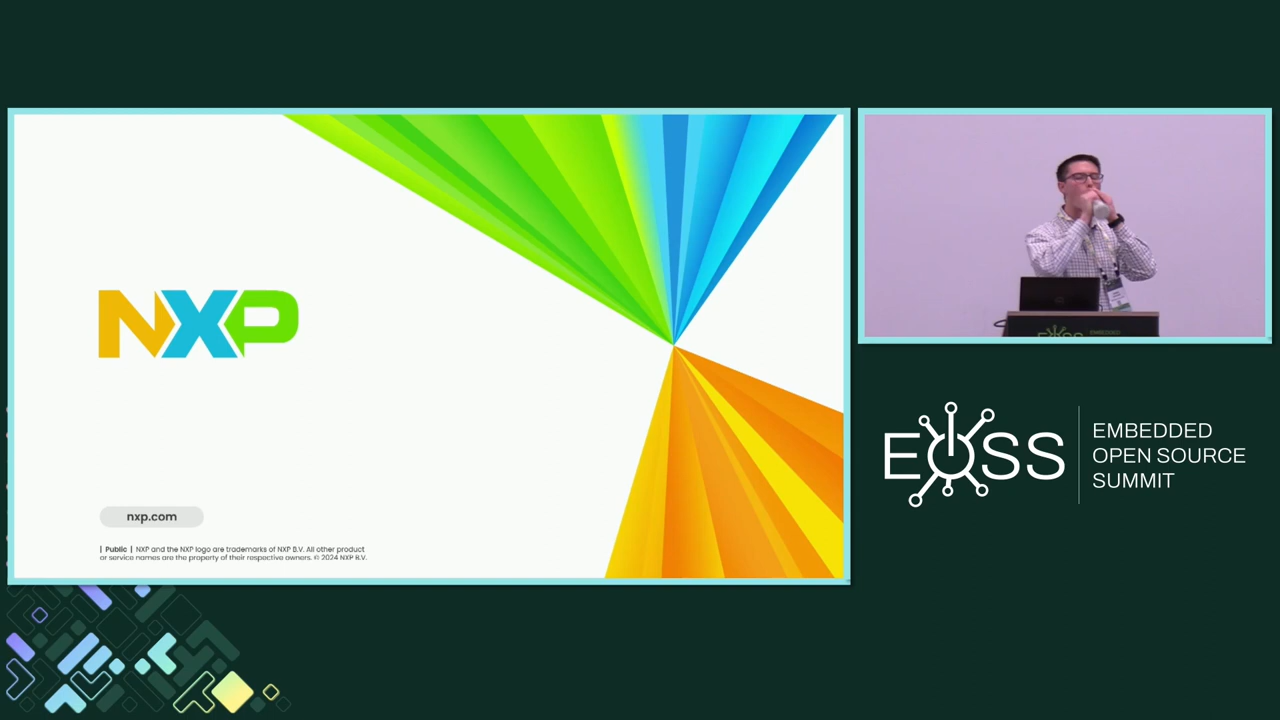 NXP
nxp.com
| Public | NXP and the NXP logo are trademarks of NXP B.V. All other product
or service names are the property of their respective owners. © 2024 NXP B.V.
EOSS
EMBEDDED
OPEN SOURCE
SUMMIT